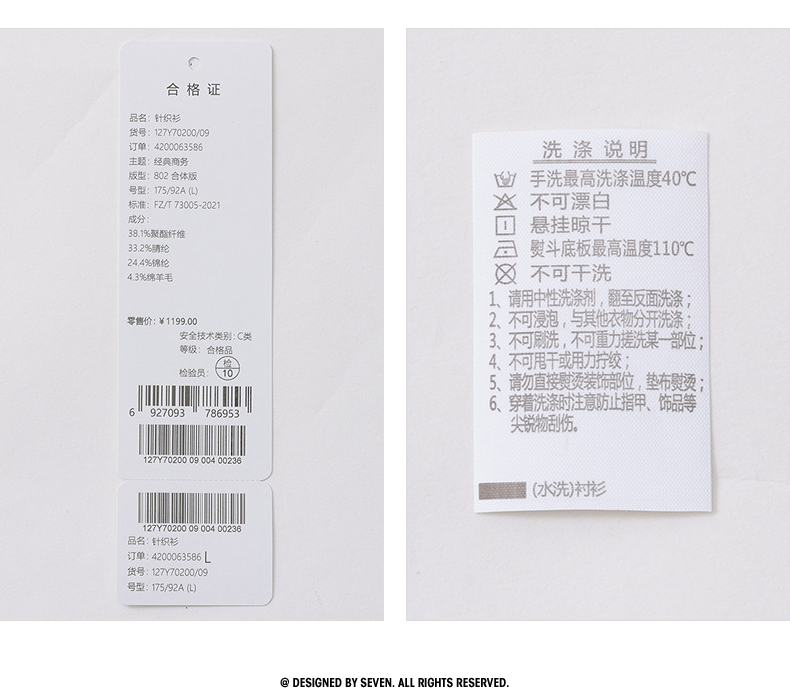 合格证
品名：针织衫
货号：127Y70200/09
订单：4200063586
主题：经典商务
版型：802 合体版
号型：175/92A (L)
标准：FZ/T 73005-2021
成分：
38.1%聚酯纤维
33.2%腈纶
24.4%锦纶
4.3%绵羊毛
零售价：¥1199.00
安全技术类别：C类
等级：合格品
检验员：检10
6 927093 786953
127Y70200 09 004 00236
127Y70200 09 004 00236
品名：针织衫
订单：4200063586 L
货号：127Y70200/09
号型：175/92A (L)
洗涤说明
手洗最高洗涤温度40℃
不可漂白
悬挂晾干
熨斗底板最高温度110℃
不可干洗
1、请用中性洗涤剂，翻至反面洗涤；
2、不可浸泡，与其他衣物分开洗涤；
3、不可刷洗，不可重力搓洗某一部位；
4、不可甩干或用力拧绞；
5、请勿直接熨烫装饰部位，垫布熨烫；
6、穿着洗涤时注意防止指甲、饰品等
尖锐物刮伤。
(水洗)衬衫
@ DESIGNED BY SEVEN. ALL RIGHTS RESERVED.